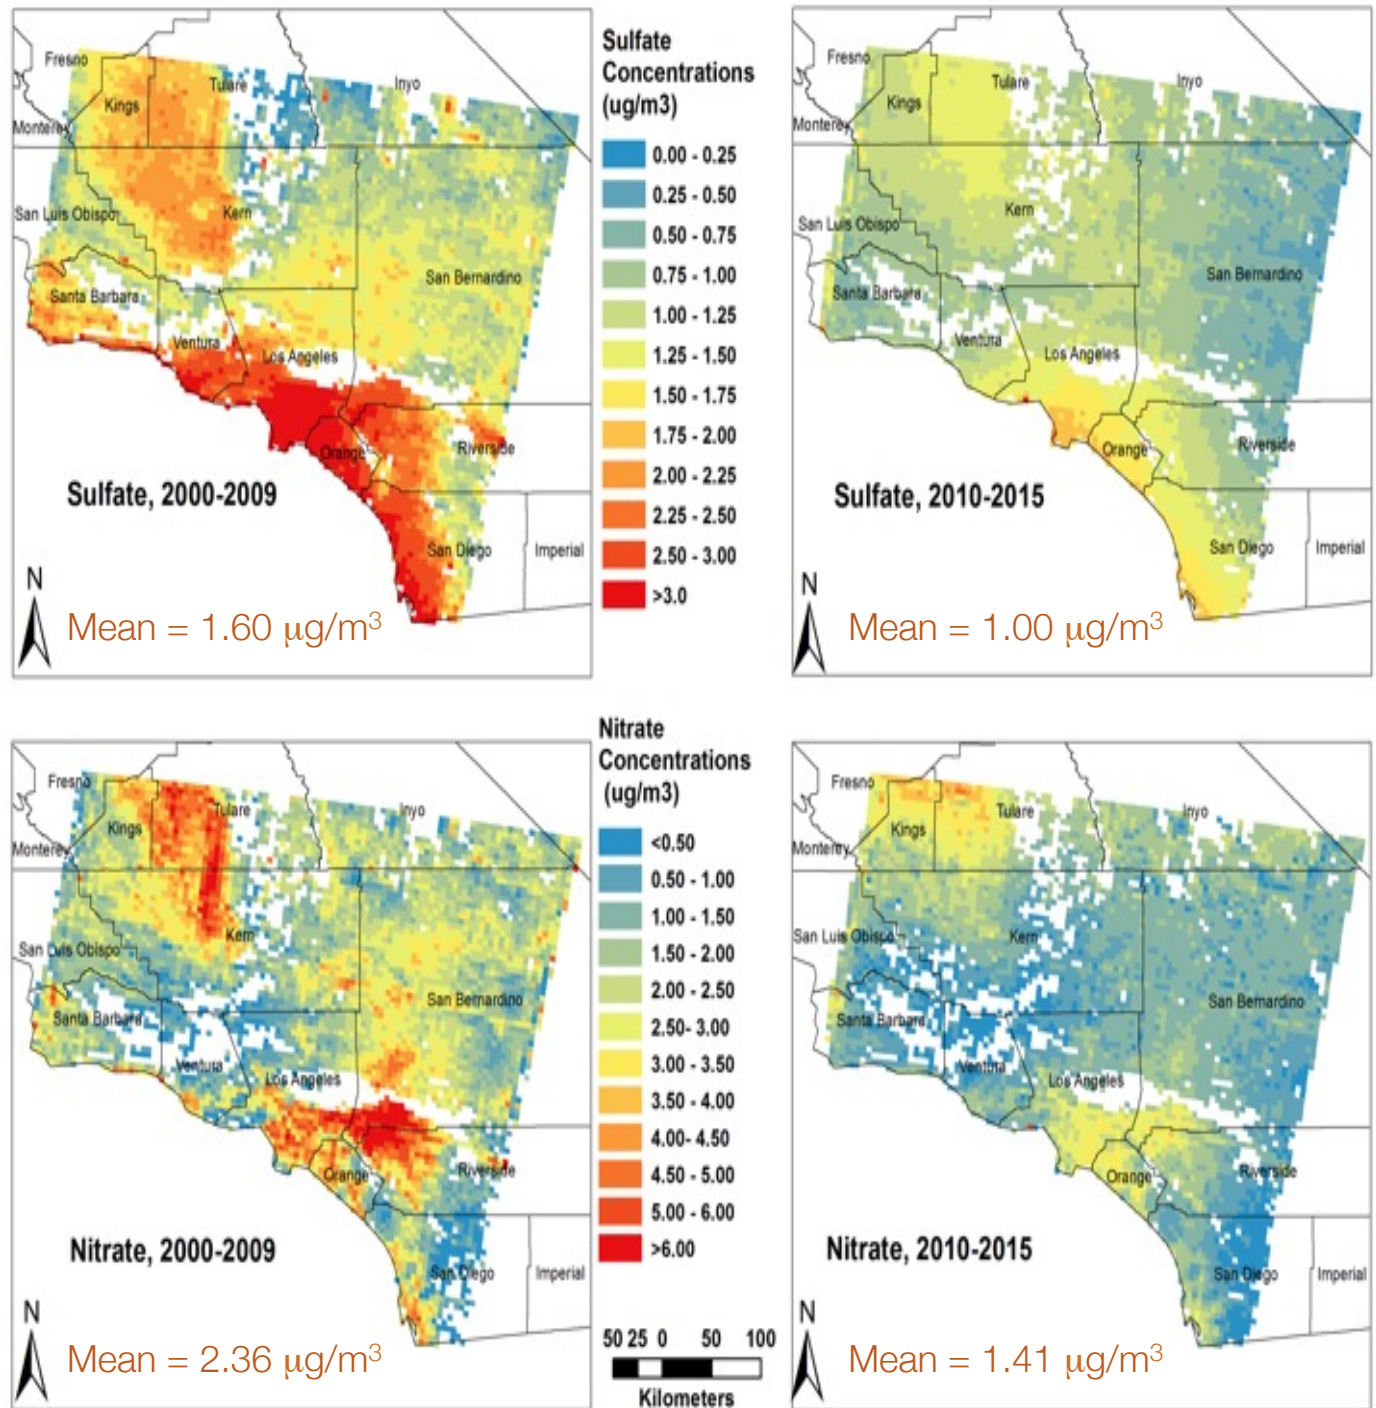 Fresno
Kings
Tulare
Inyo
Monterey
San Luis Obispo
Kern
San Bernardino
Santa Barbara
Ventura
Los Angeles
Orange
Riverside
San Diego
Imperial
Sulfate, 2000-2009
N
Mean = 1.60 µg/m³
Sulfate
Concentrations
(ug/m3)
0.00 - 0.25
0.25 - 0.50
0.50 - 0.75
0.75 - 1.00
1.00 - 1.25
1.25 - 1.50
1.50 - 1.75
1.75 - 2.00
2.00 - 2.25
2.25 - 2.50
2.50 - 3.00
>3.0
Fresno
Kings
Tulare
Inyo
Monterey
San Luis Obispo
Kern
San Bernardino
Santa Barbara
Ventura
Los Angeles
Orange
Riverside
San Diego
Imperial
Sulfate, 2010-2015
N
Mean = 1.00 µg/m³
Fresno
Kings
Tulare
Inyo
Monterey
San Luis Obispo
Kern
San Bernardino
Santa Barbara
Ventura
Los Angeles
Orange
Riverside
San Diego
Imperial
Nitrate, 2000-2009
N
Mean = 2.36 µg/m³
Nitrate
Concentrations
(ug/m3)
<0.50
0.50 - 1.00
1.00 - 1.50
1.50 - 2.00
2.00 - 2.50
2.50- 3.00
3.00 - 3.50
3.50 - 4.00
4.00- 4.50
4.50 - 5.00
5.00 - 6.00
>6.00
50 25 0 50 100
Kilometers
Fresno
Kings
Tulare
Inyo
Monterey
San Luis Obispo
Kern
San Bernardino
Santa Barbara
Ventura
Los Angeles
Orange
Riverside
San Diego
Imperial
Nitrate, 2010-2015
N
Mean = 1.41 µg/m³